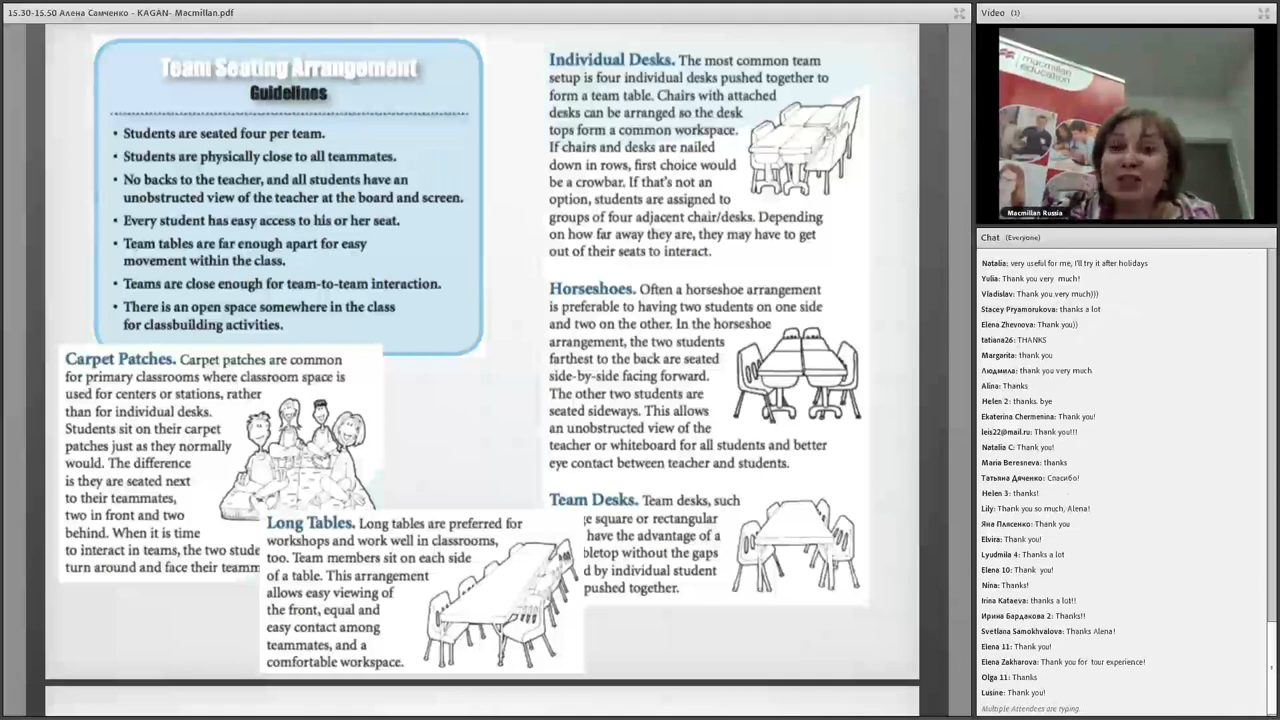 15.30-15.50 Алена Самченко - KAGAN- Macmillan.pdf
Team Seating Arrangement
Guidelines
• Students are seated four per team.
• Students are physically close to all teammates.
• No backs to the teacher, and all students have an
unobstructed view of the teacher at the board and screen.
• Every student has easy access to his or her seat.
• Team tables are far enough apart for easy
movement within the class.
• Teams are close enough for team-to-team interaction.
• There is an open space somewhere in the class
for classbuilding activities.
Carpet Patches. Carpet patches are common
for primary classrooms where classroom space is
used for centers or stations, rather
than for individual desks.
Students sit on their carpet
patches just as they normally
would. The difference
is they are seated next
to their teammates,
two in front and two
behind. When it is time
to interact in teams, the two stude
turn around and face their teamm
Long Tables. Long tables are preferred for
workshops and work well in classrooms,
too. Team members sit on each side
of a table. This arrangement
allows easy viewing of
the front, equal and
easy contact among
teammates, and a
comfortable workspace.
Individual Desks. The most common team
setup is four individual desks pushed together to
form a team table. Chairs with attached
desks can be arranged so the desk
tops form a common workspace.
If chairs and desks are nailed
down in rows, first choice would
be a crowbar. If that's not an
option, students are assigned to
groups of four adjacent chair/desks. Depending
on how far away they are, they may have to get
out of their seats to interact.
Horseshoes. Often a horseshoe arrangement
is preferable to having two students on one side
and two on the other. In the horseshoe
arrangement, the two students
farthest to the back are seated
side-by-side facing forward.
The other two students are
seated sideways. This allows
an unobstructed view of the
teacher or whiteboard for all students and better
eye contact between teacher and students.
Team Desks. Team desks, such
e square or rectangular
have the advantage of a
bletop without the gaps
d by individual student
pushed together.
Video (1)
macmillan
education
Macmillan Russia
Chat (Everyone)
Natalia; very useful for me, I'll try it after holidays
Yulia: Thank you very much!
Vladislav: Thank you very much)))
Stacey Pryamorukova: thanks a lot
Elena Zhevnova: Thank you))
tatiana26: THANKS
Margarita: thank you
Людмила: thank you very much
Alina: Thanks
Helen 2: thanks. bye
Ekaterina Chermenina: Thank you!
leis22@mail.ru: Thank you!!!
Natalia C: Thank you!
Maria Beresneva: thanks
Татьяна Дяченко: Спасибо!
Helen 3: thanks!
Lily: Thank you so much, Alena!
Яна Плясенко: Thank you
Elvira: Thank you!
Lyudmila 4: Thanks a lot
Elena 10: Thank you!
Nina: Thanks!
Irina Kataeva: thanks a lot!!
Ирина Бардакова 2: Thanks!!
Svetlana Samokhvalova: Thanks Alena!
Elena 11: Thank you!
Elena Zakharova: Thank you for tour experience!
Olga 11: Thanks
Lusine: Thank you!
Multiple Attendees are typing.